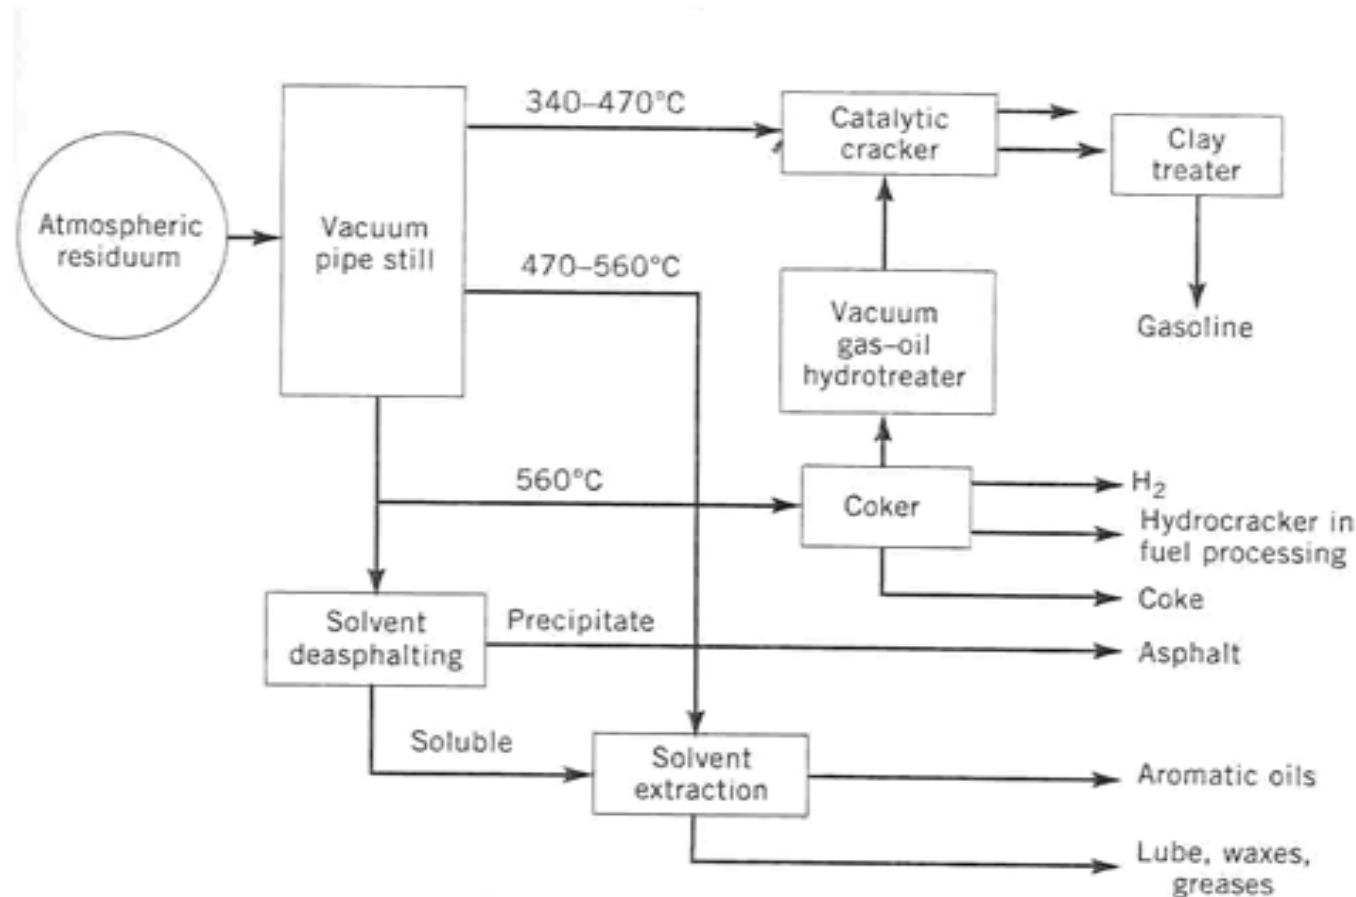 340–470°C
Catalytic
cracker
Clay
treater
Atmospheric
residuum
Vacuum
pipe still
470–560°C
Vacuum
gas–oil
hydrotreater
Gasoline
560°C
Coker
H₂
Hydrocracker in
fuel processing
Coke
Solvent
deasphalting
Precipitate
Asphalt
Soluble
Solvent
extraction
Aromatic oils
Lube, waxes,
greases